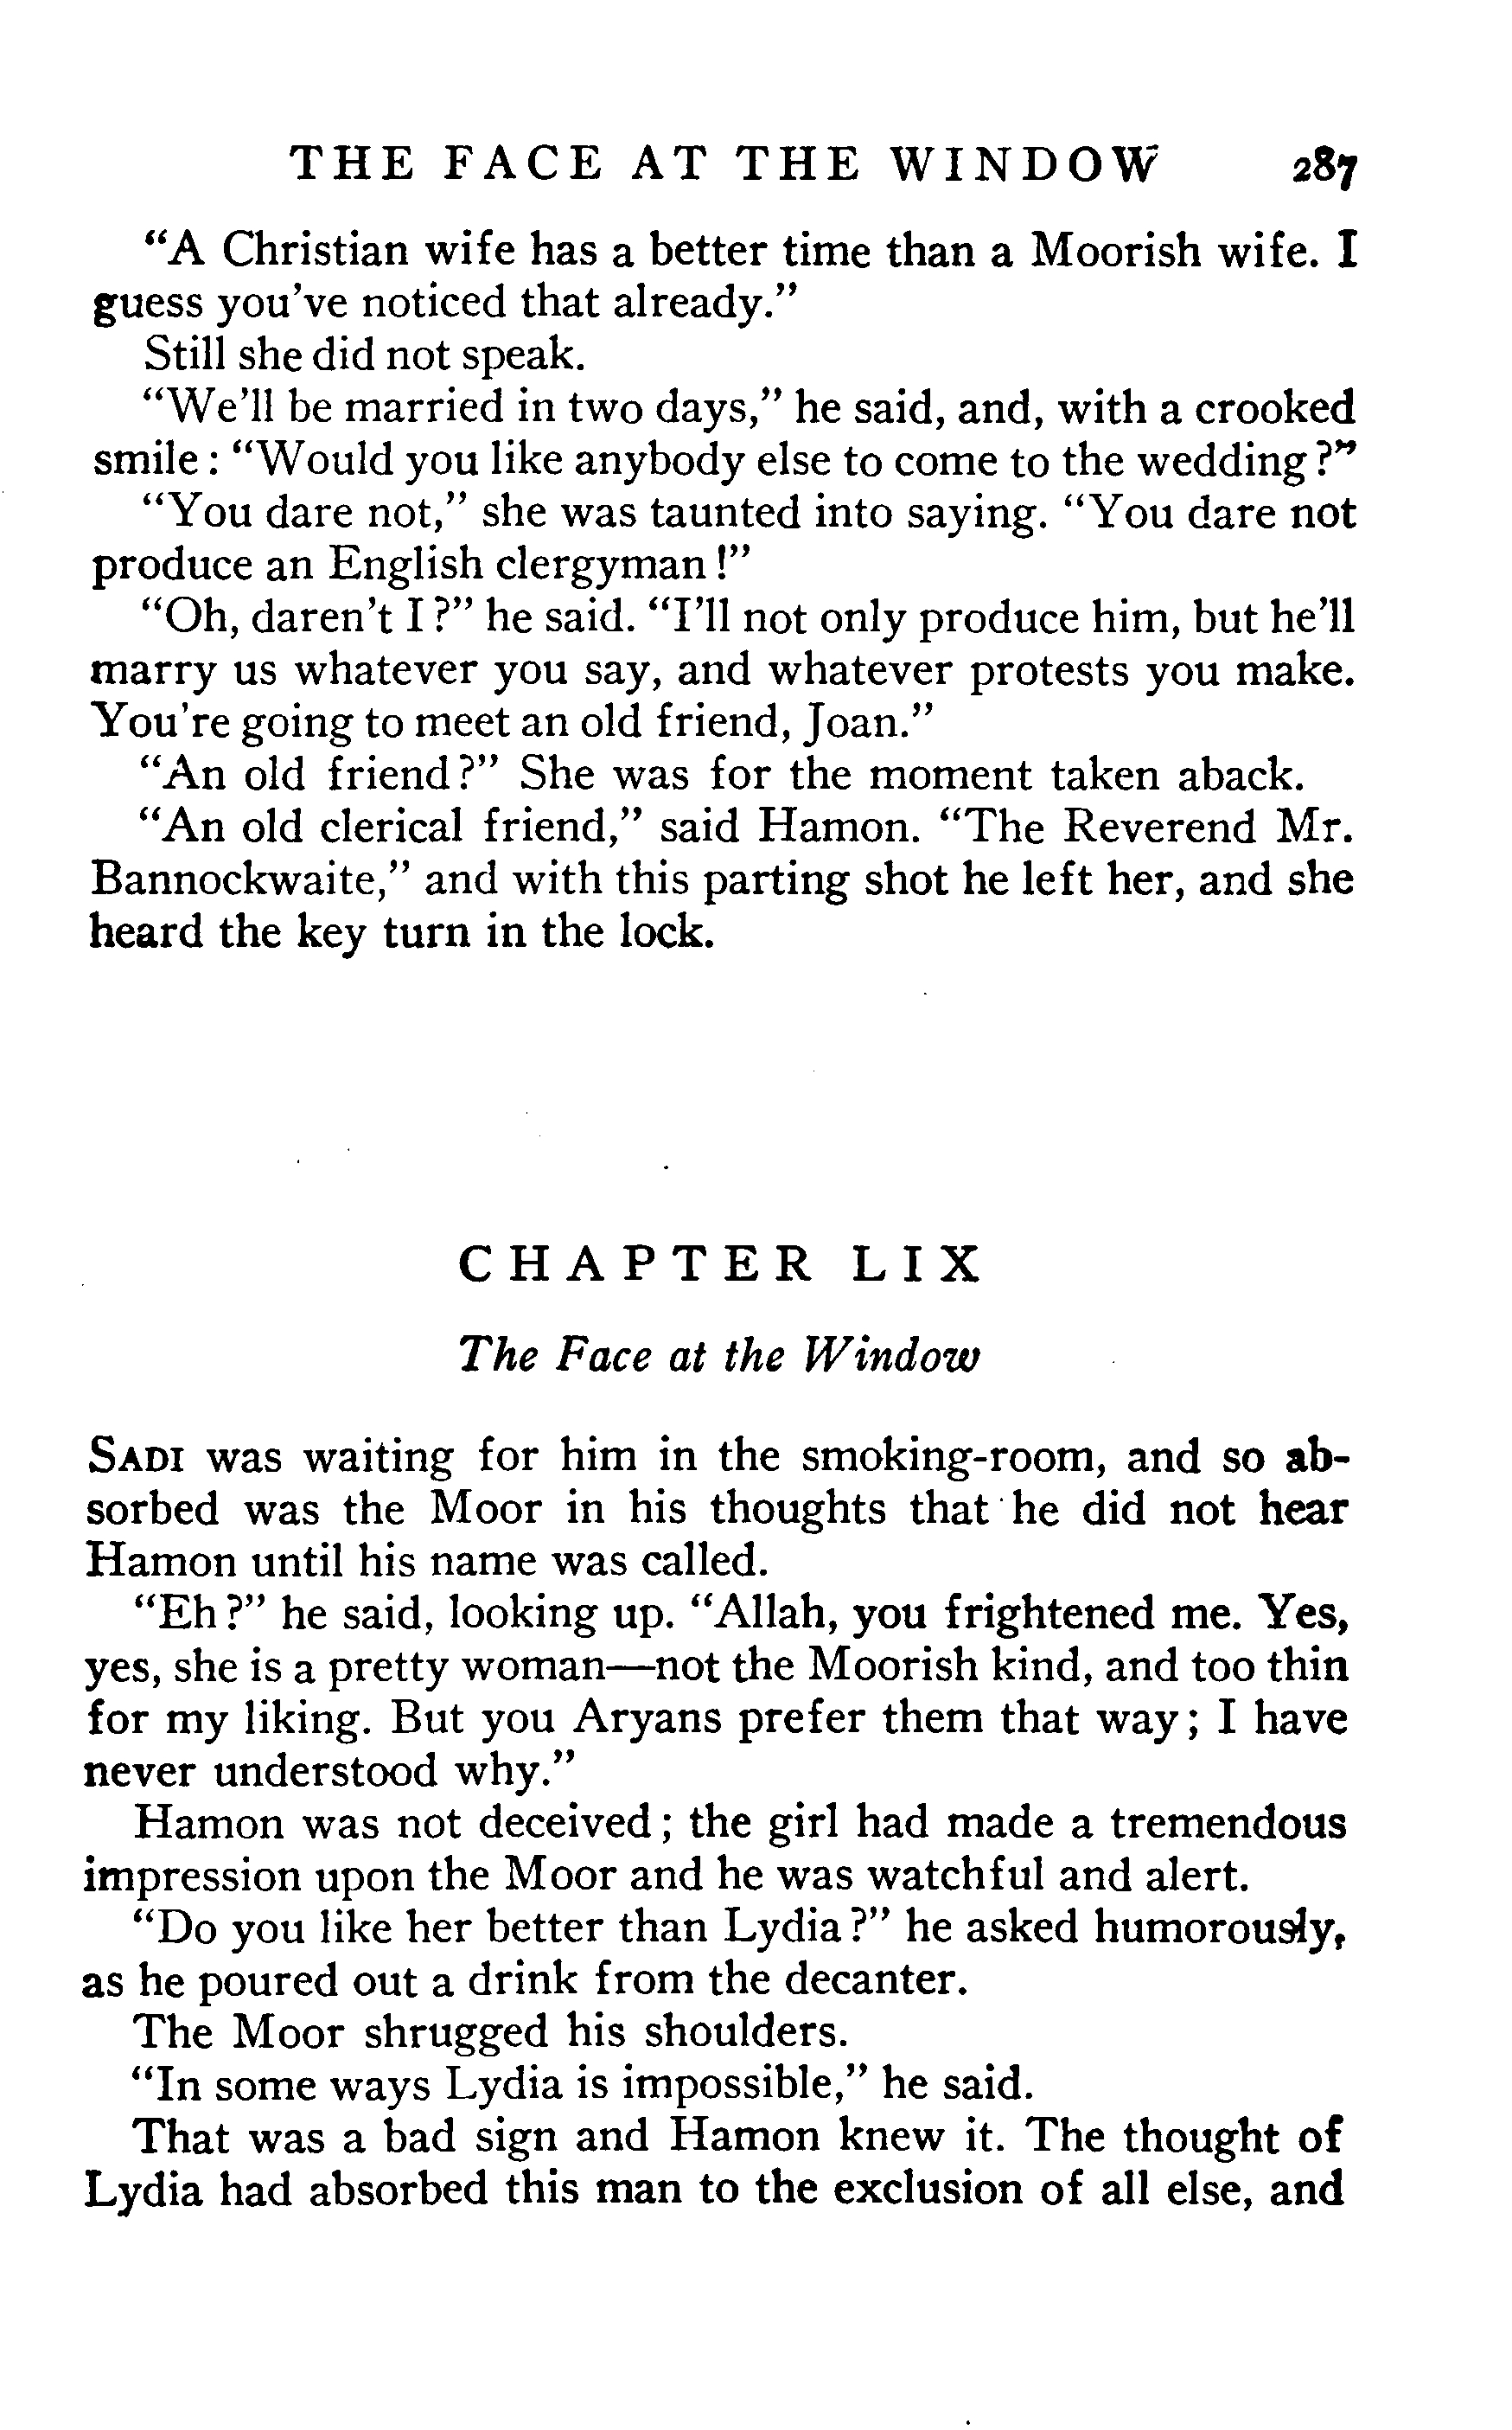 THE FACE AT THE WINDOW 287
"A Christian wife has a better time than a Moorish wife. I
guess you've noticed that already."
Still she did not speak.
"We'll be married in two days," he said, and, with a crooked
smile: "Would you like anybody else to come to the wedding?"
"You dare not," she was taunted into saying. "You dare not
produce an English clergyman!"
"Oh, daren't I?" he said. "I'll not only produce him, but he'll
marry us whatever you say, and whatever protests you make.
You're going to meet an old friend, Joan."
"An old friend?" She was for the moment taken aback.
"An old clerical friend," said Hamon. "The Reverend Mr.
Bannockwaite," and with this parting shot he left her, and she
heard the key turn in the lock.
CHAPTER LIX
The Face at the Window
SADI was waiting for him in the smoking-room, and so ab-
sorbed was the Moor in his thoughts that he did not hear
Hamon until his name was called.
"Eh?" he said, looking up. "Allah, you frightened me. Yes,
yes, she is a pretty woman—not the Moorish kind, and too thin
for my liking. But you Aryans prefer them that way; I have
never understood why."
Hamon was not deceived; the girl had made a tremendous
impression upon the Moor and he was watchful and alert.
"Do you like her better than Lydia?" he asked humorously,
as he poured out a drink from the decanter.
The Moor shrugged his shoulders.
"In some ways Lydia is impossible," he said.
That was a bad sign and Hamon knew it. The thought of
Lydia had absorbed this man to the exclusion of all else, and